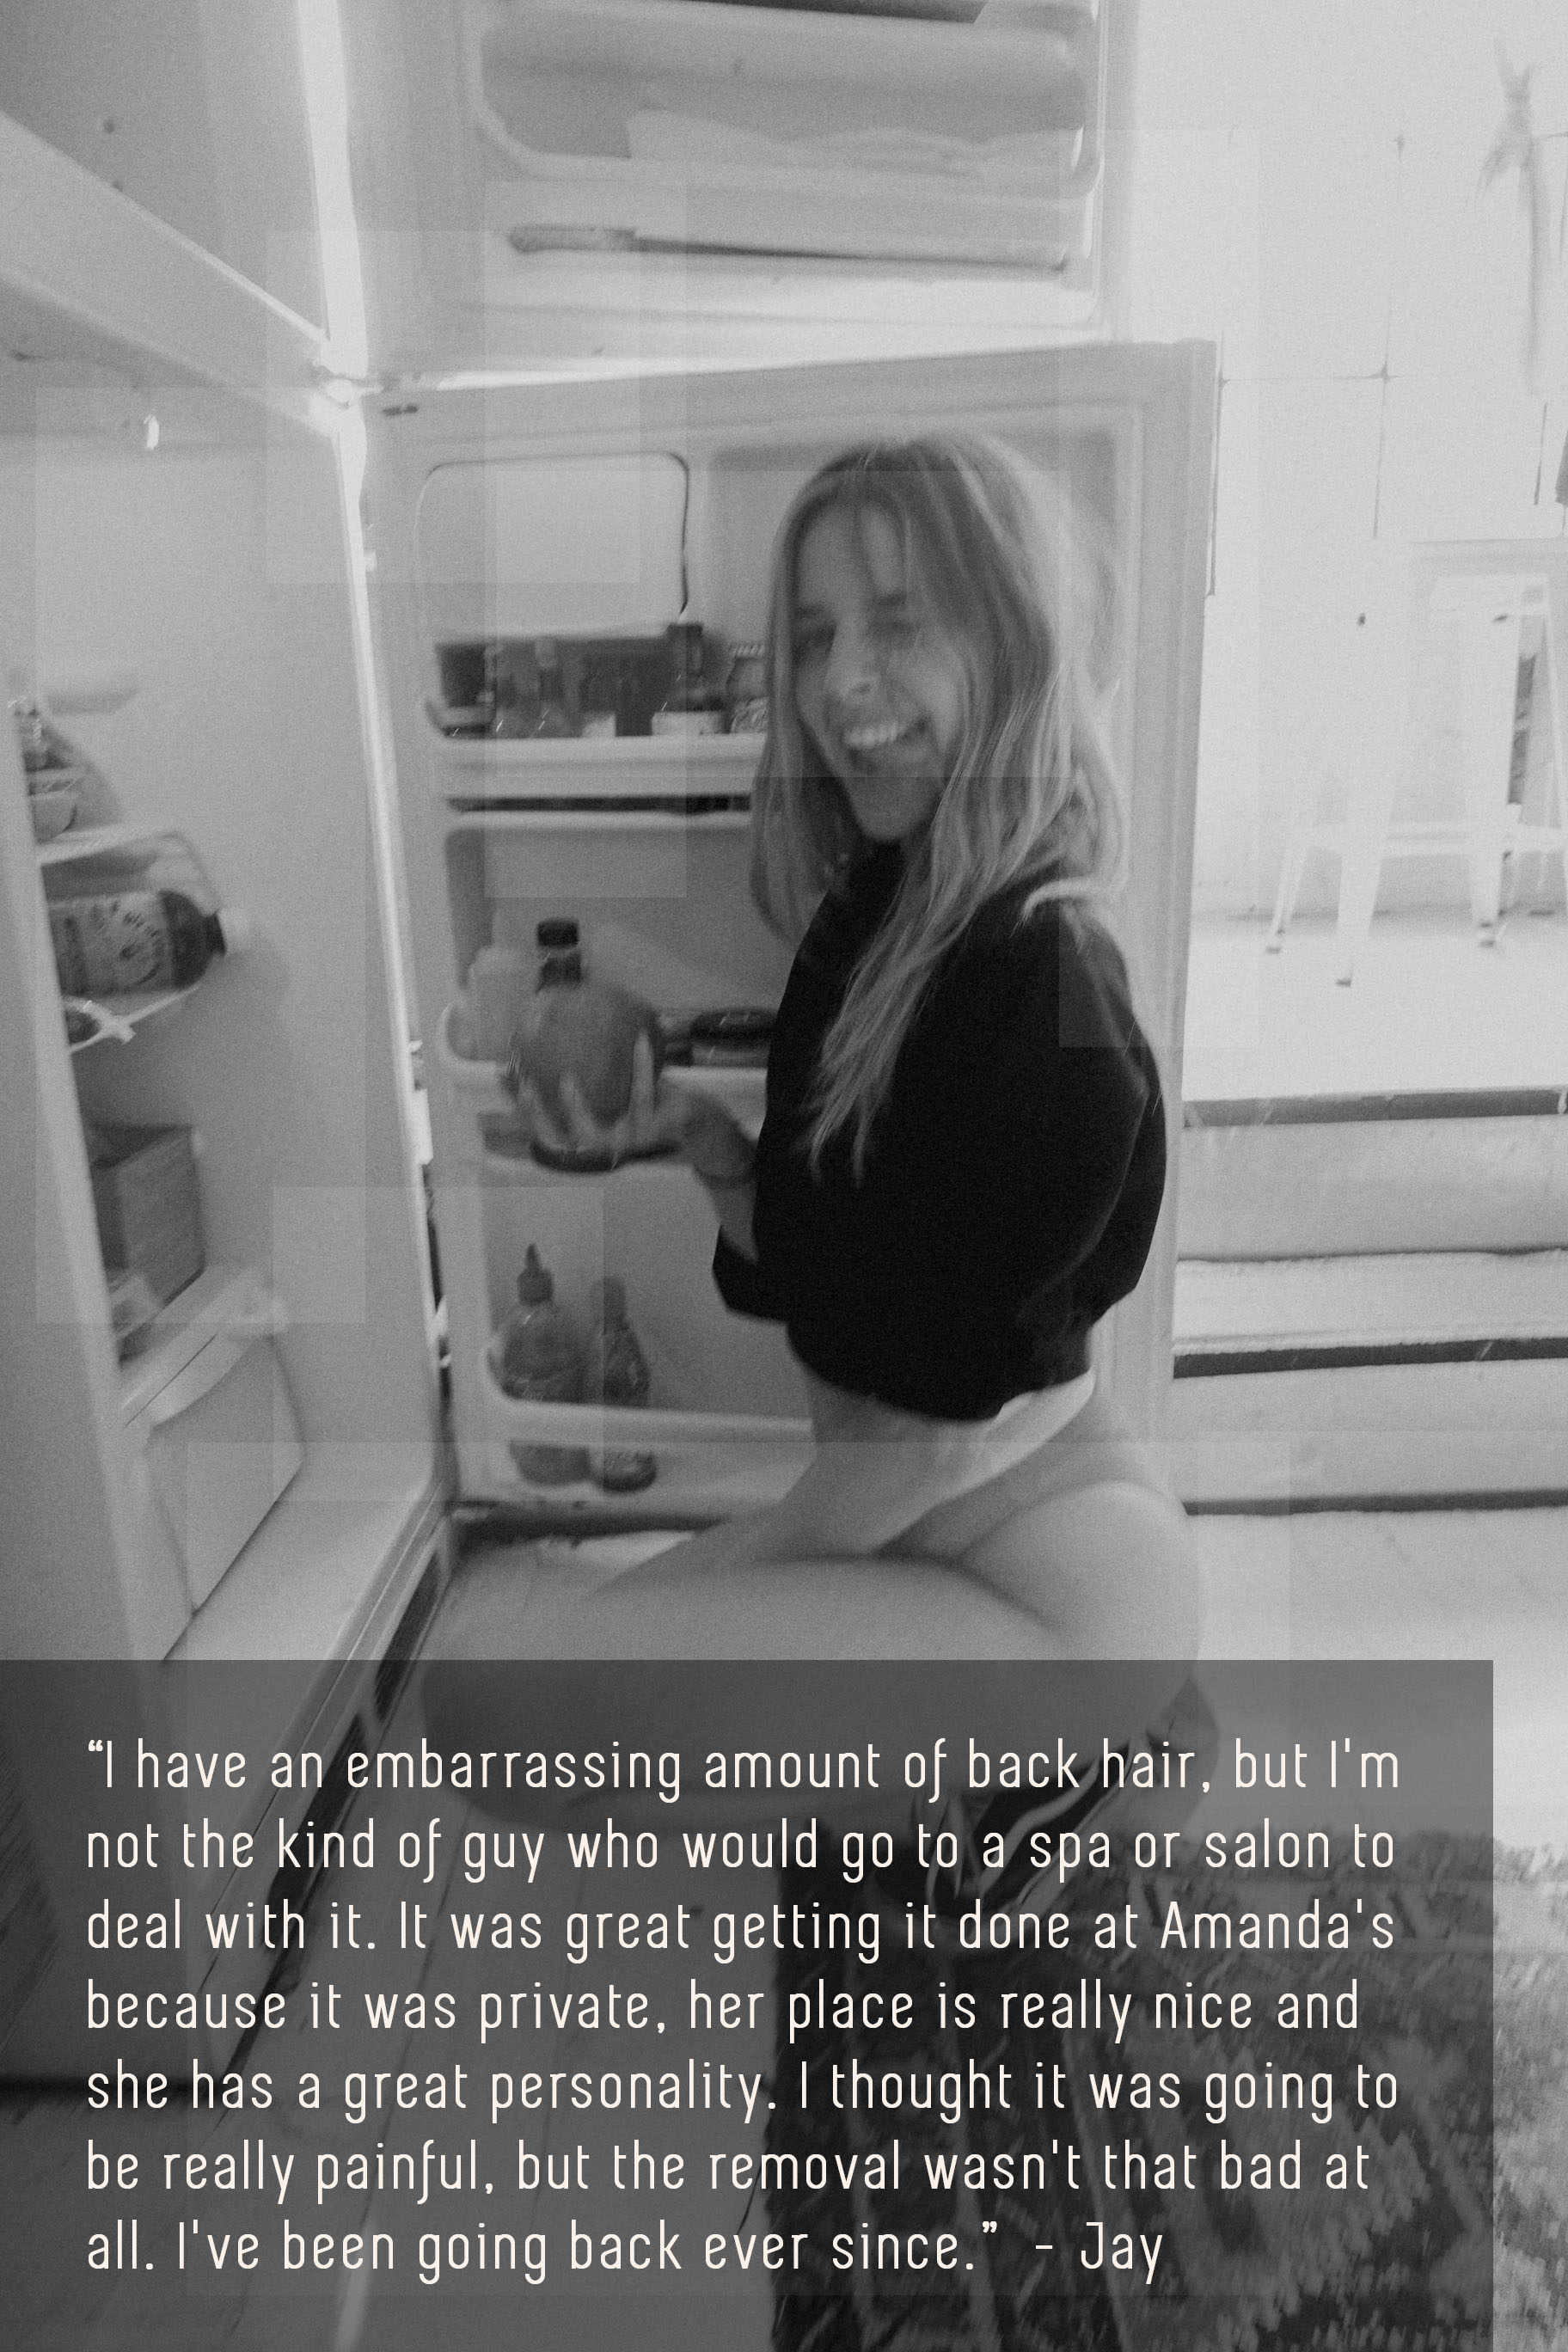 “I have an embarrassing amount of back hair, but I'm
not the kind of guy who would go to a spa or salon to
deal with it. It was great getting it done at Amanda's
because it was private, her place is really nice and
she has a great personality. I thought it was going to
be really painful, but the removal wasn't that bad at
all. I've been going back ever since.” - Jay